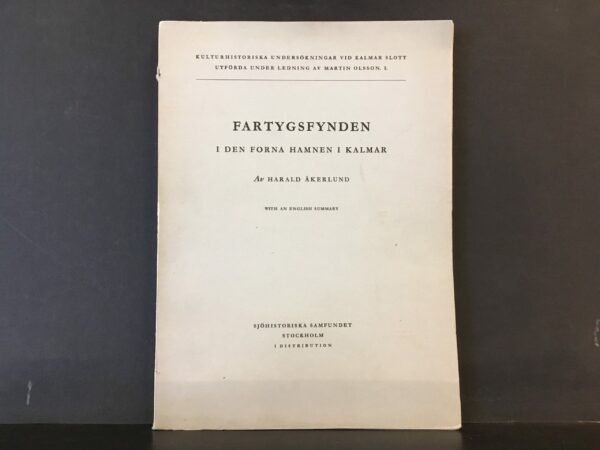 KULTURHISTORISKA UNDERSÖKNINGAR VID KALMAR SLOTT
UTFÖRDA UNDER LEDNING AV MARTIN OLSSON. I.
FARTYGSFYNDEN
I DEN FORNA HAMNEN I KALMAR
Av HARALD ÅKERLUND
WITH AN ENGLISH SUMMARY
SJÖHISTORISKA SAMFUNDET
STOCKHOLM
I DISTRIBUTION